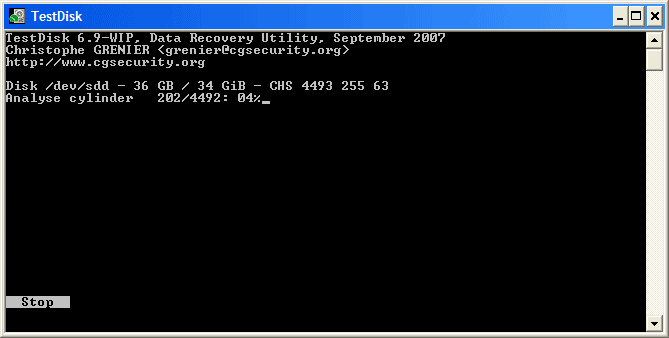 TestDisk
TestDisk 6.9-WIP, Data Recovery Utility, September 2007
Christophe GRENIER <grenier@cgsecurity.org>
http://www.cgsecurity.org
Disk /dev/sdd - 36 GB / 34 GiB - CHS 4493 255 63
Analyse cylinder   202/4492: 04%
Stop